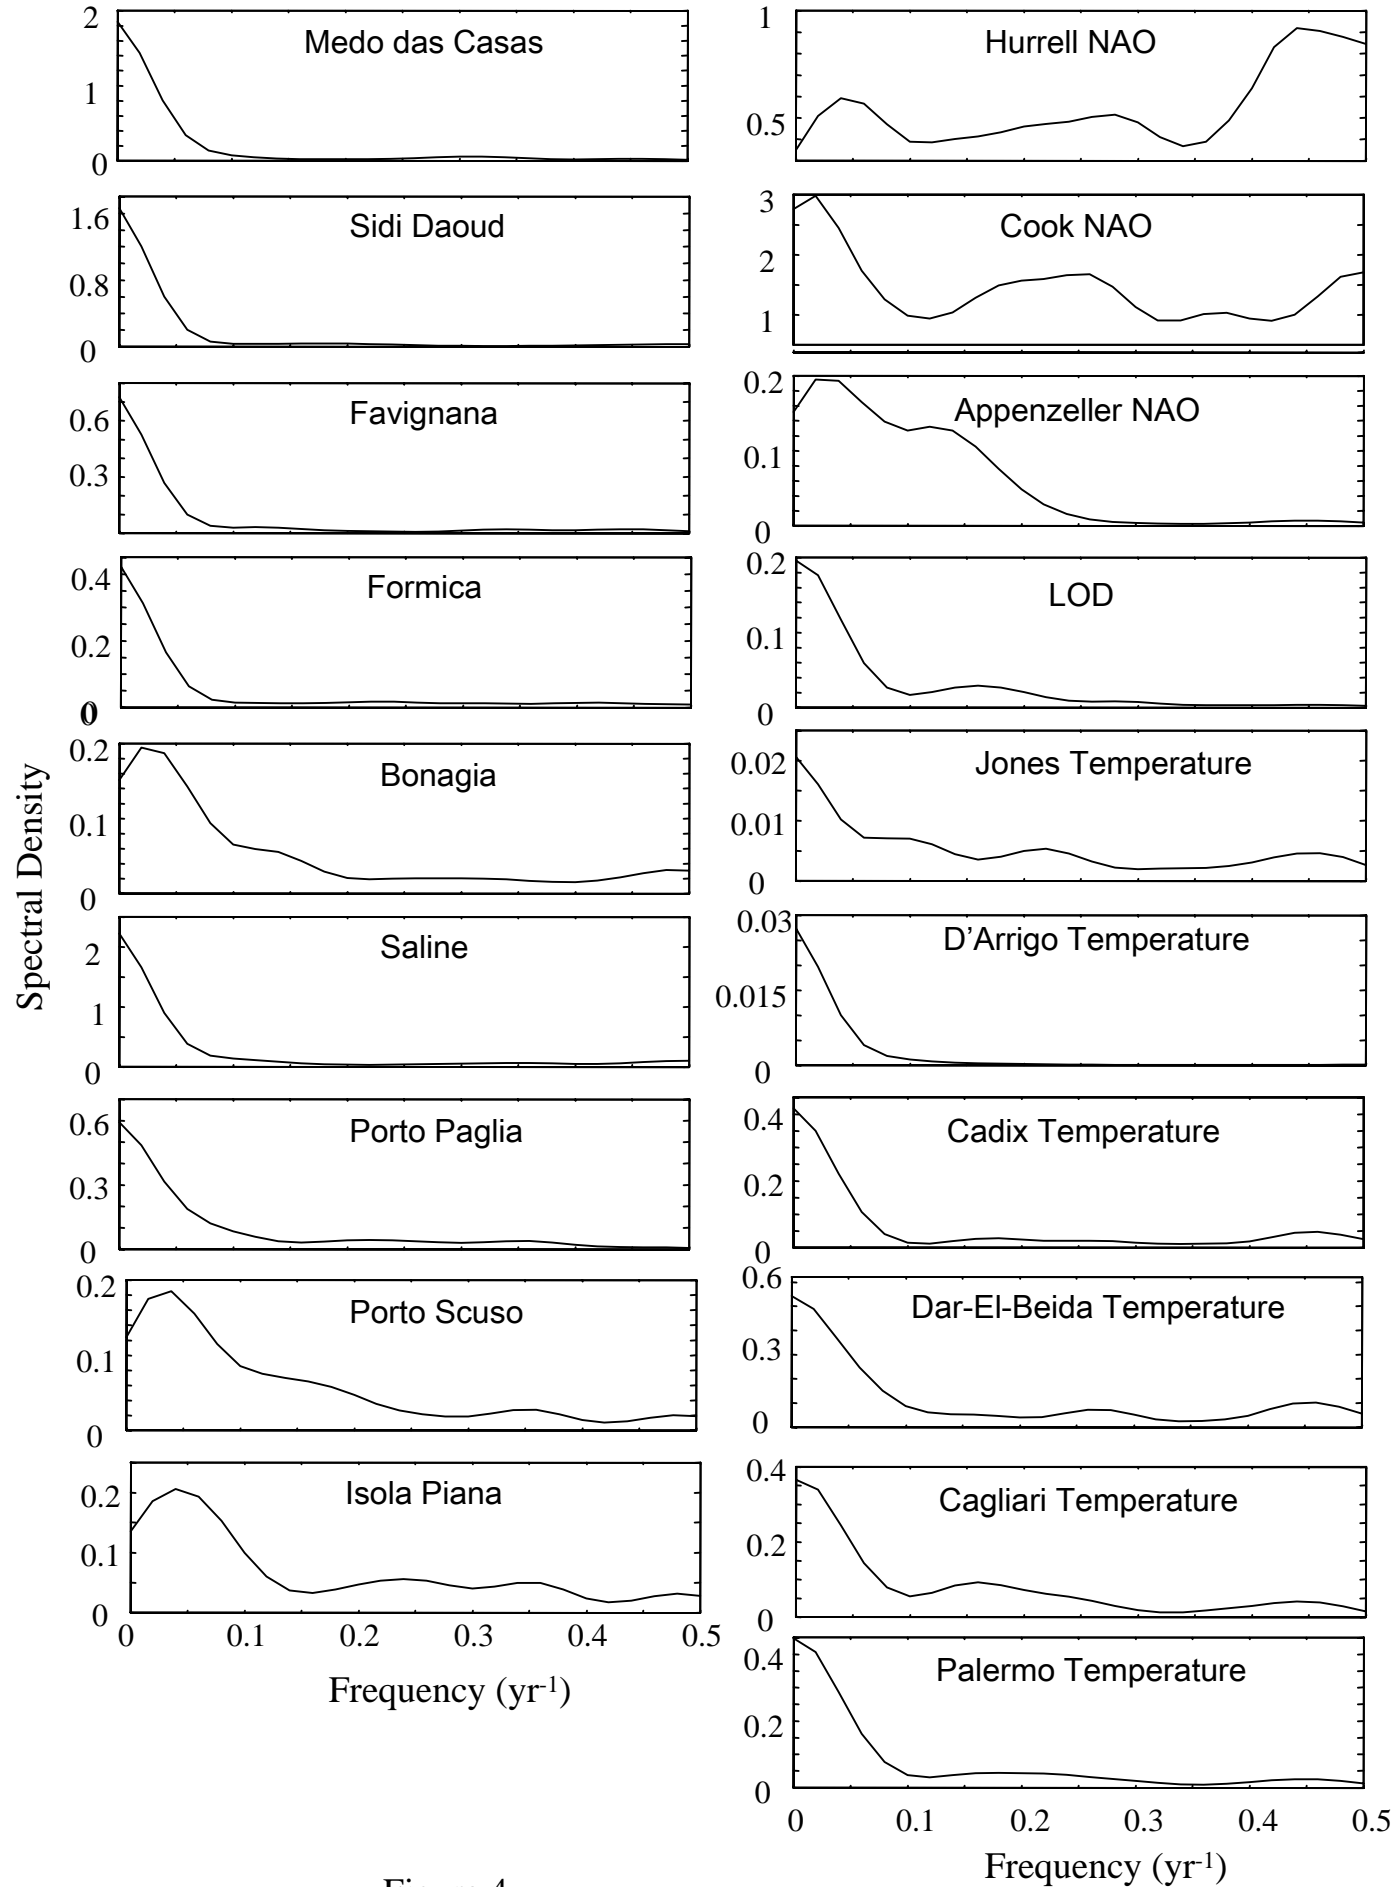 Spectral Density
2
Medo das Casas
1
0
1.6
Sidi Daoud
0.8
0
Favignana
0.6
0.3
Formica
0.4
0.2
0
0.2
Bonagia
0.1
0
Saline
2
1
0
Porto Paglia
0.6
0.3
0
0.2
Porto Scuso
0.1
0
Isola Piana
0.2
0.1
0
0 0.1 0.2 0.3 0.4 0.5
Frequency (yr-1)
1
Hurrell NAO
0.5
3
Cook NAO
2
1
0.2
Appenzeller NAO
0.1
0
0.2
LOD
0.1
0
Jones Temperature
0.02
0.01
0
0.03
D'Arrigo Temperature
0.015
0
0.4
Cadix Temperature
0.2
0
0.6
Dar-El-Beida Temperature
0.3
0
0.4
Cagliari Temperature
0.2
0
0.4
Palermo Temperature
0.2
0
0 0.1 0.2 0.3 0.4 0.5
Frequency (yr-1)
Figure 4